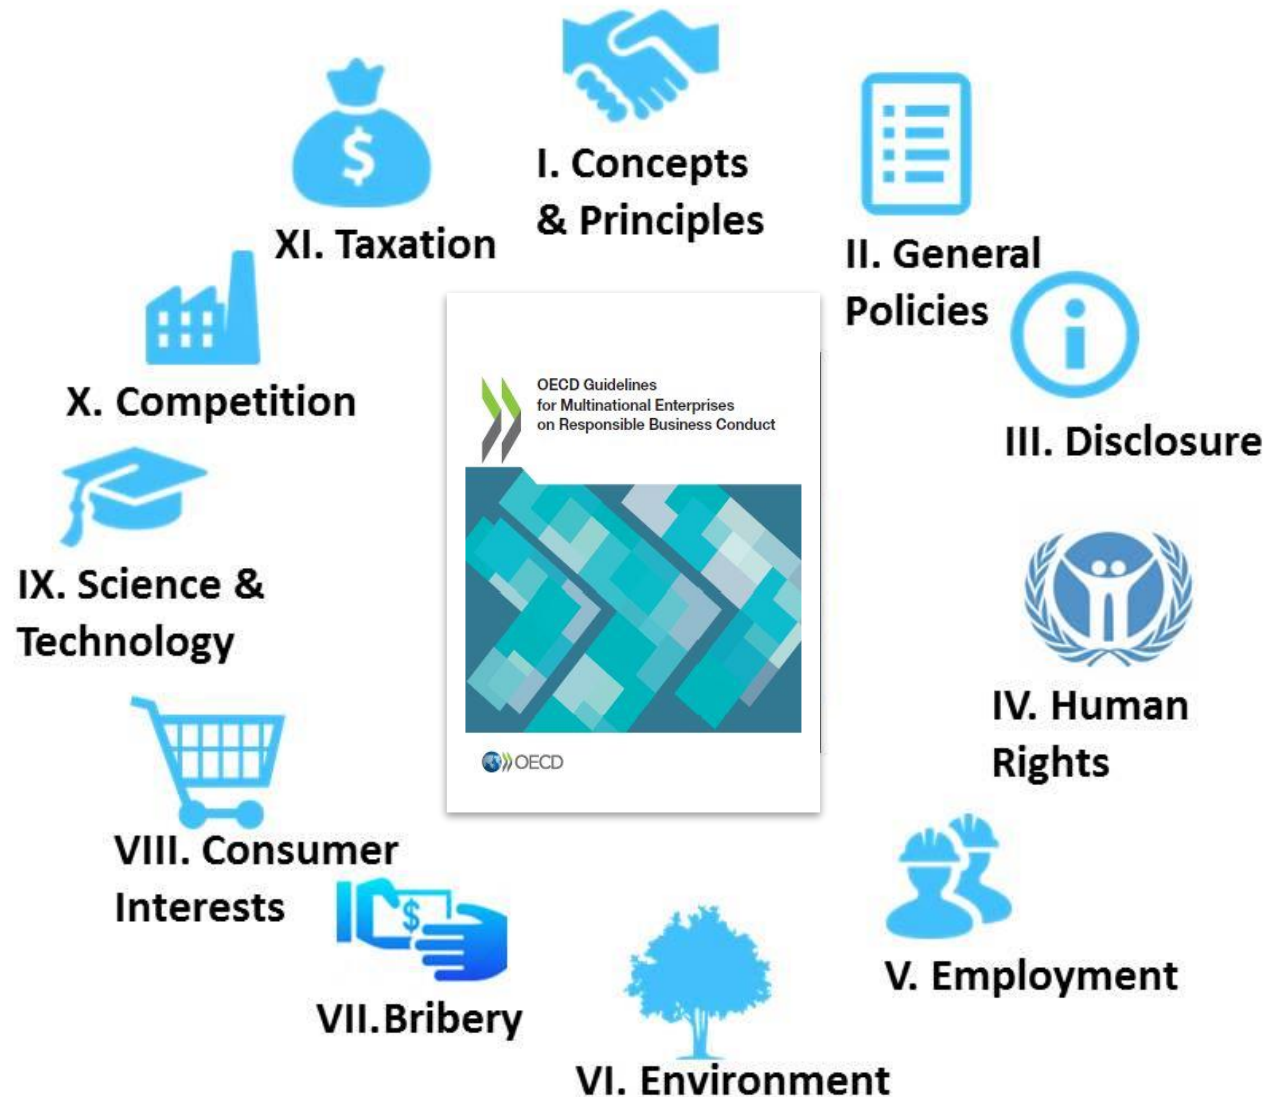 I. Concepts
& Principles
II. General
Policies
III. Disclosure
IV. Human
Rights
V. Employment
VI. Environment
VII.Bribery
VIII. Consumer
Interests
IX. Science &
Technology
X. Competition
XI. Taxation
$
$
i
OECD Guidelines
for Multinational Enterprises
on Responsible Business Conduct
OECD